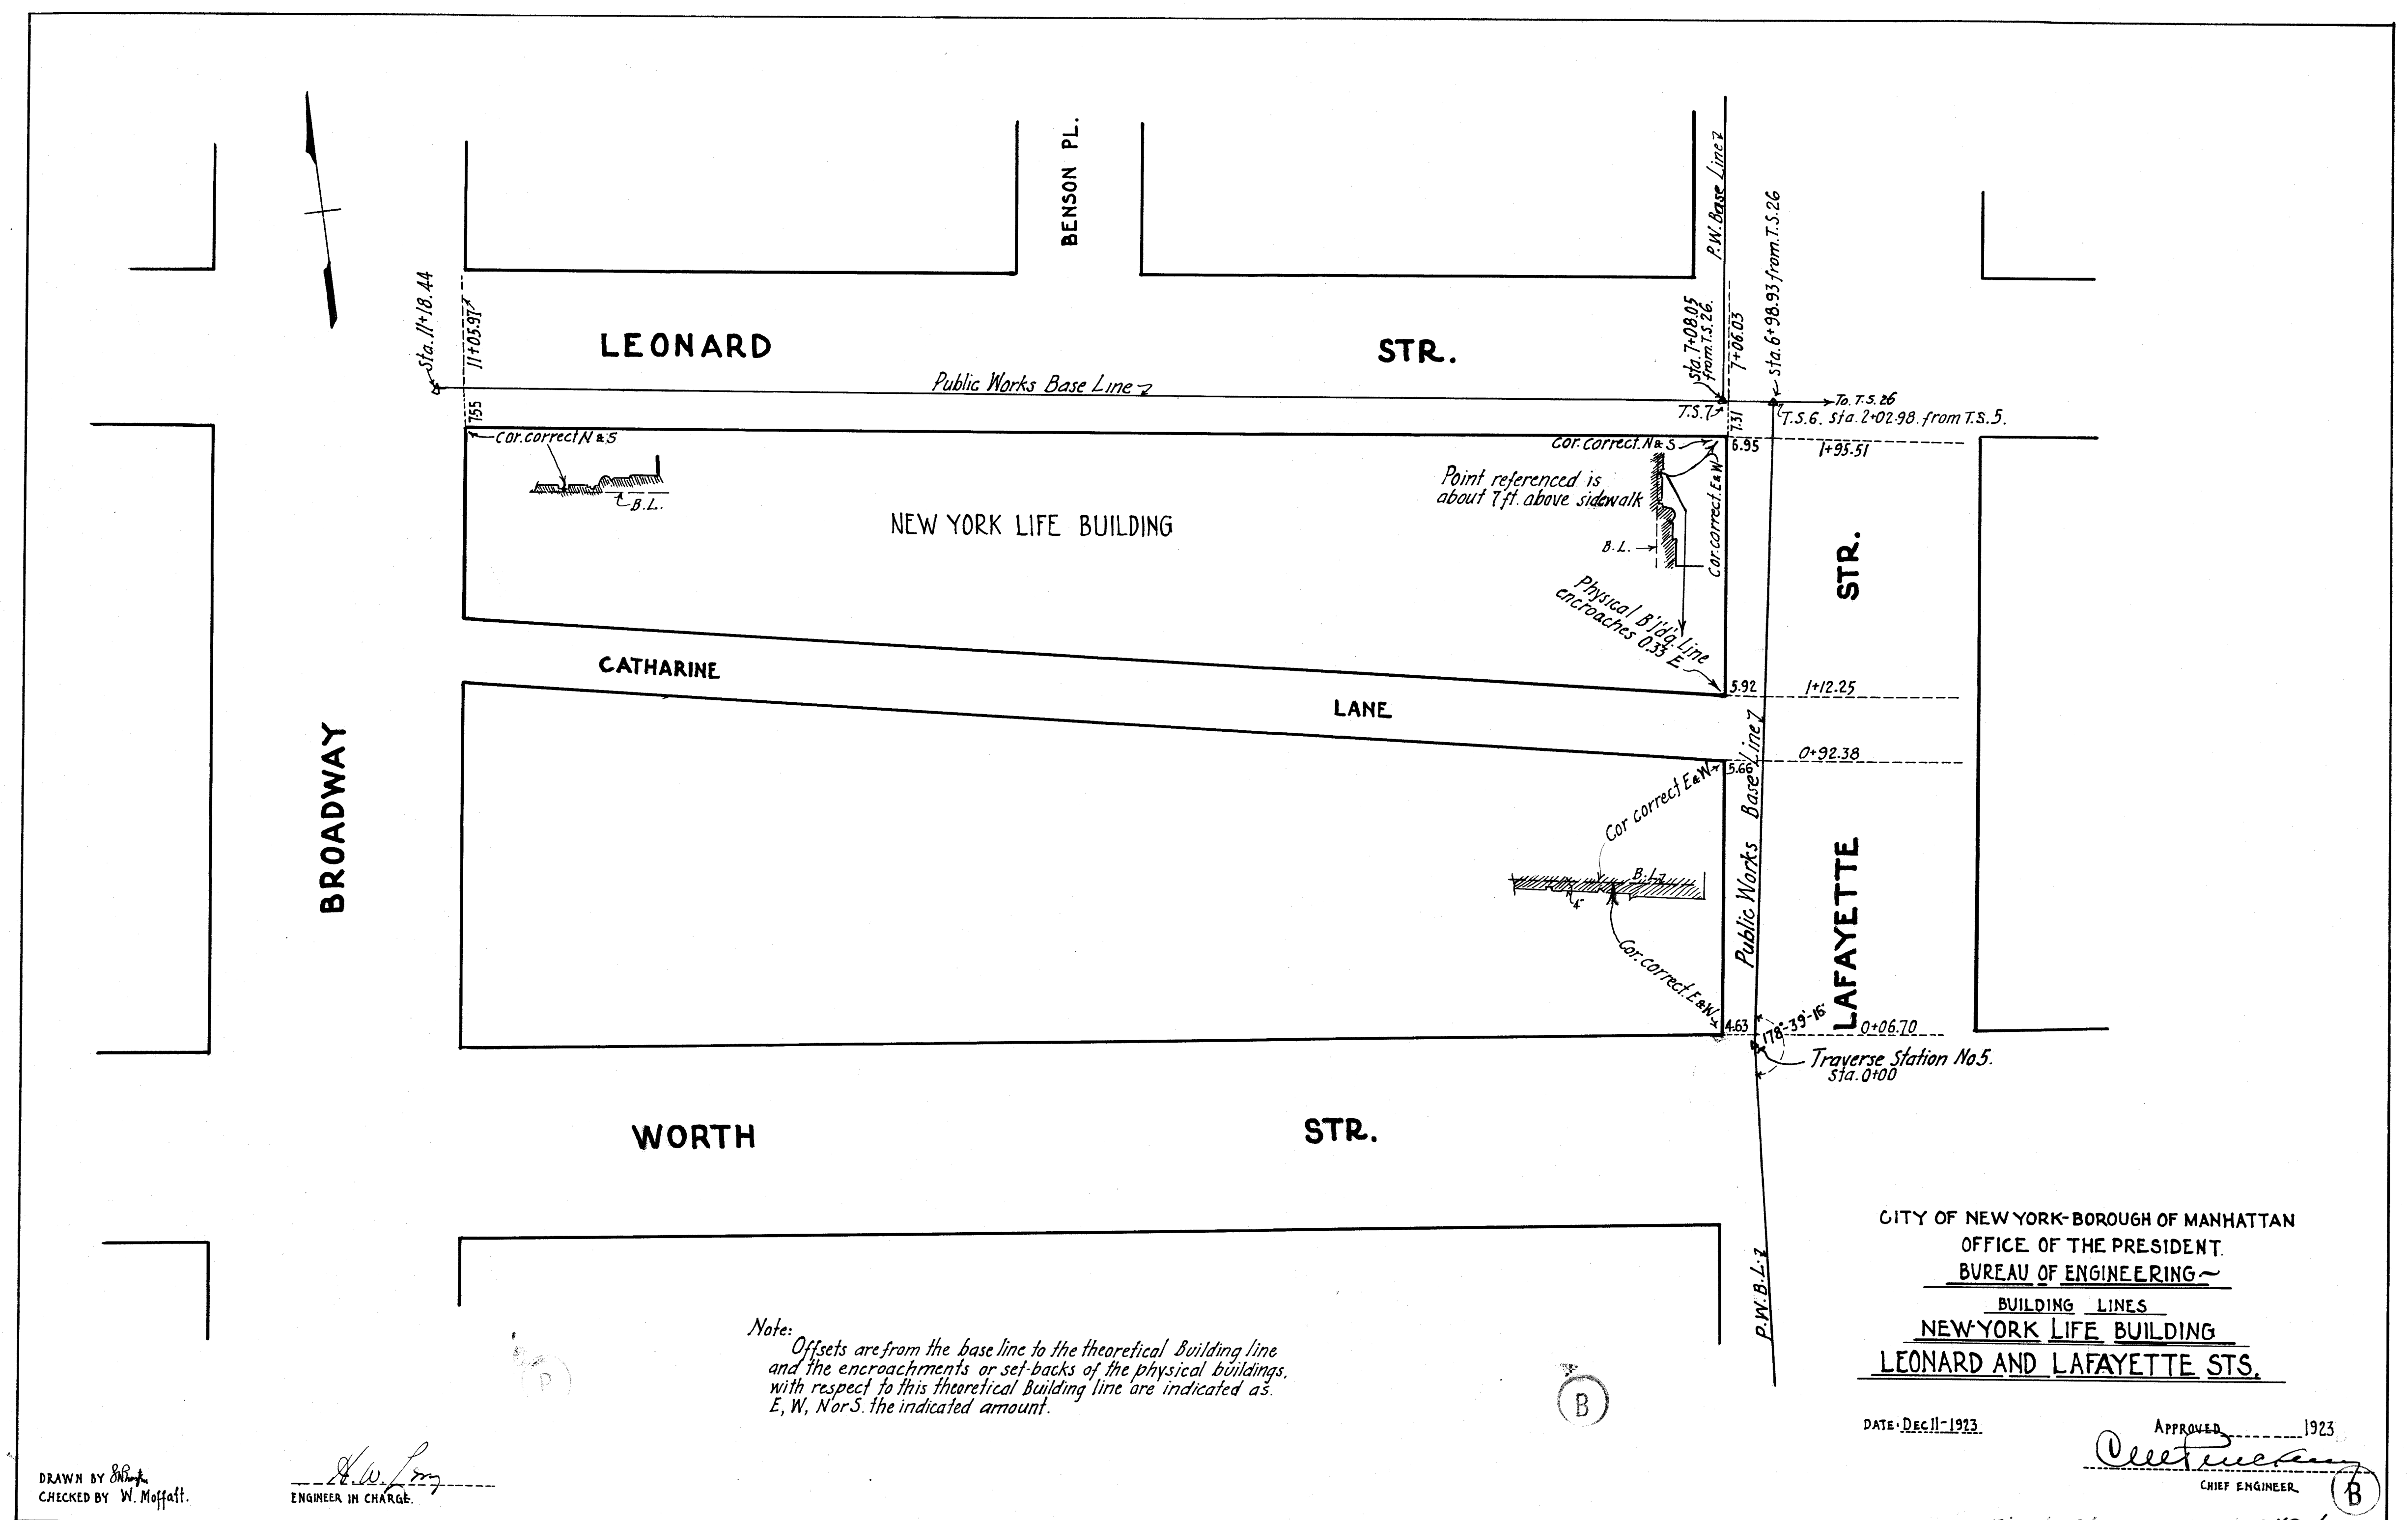 BENSON PL.
P.W. Base Line
Sta. 11+18.44
11+05.97
LEONARD STR.
sta. 7+08.05
from T.S. 26.
7+06.03
sta. 6+98.93 from T.S. 26
Public Works Base Line
To. T.S. 26
T.S. 7
T.S. 6. sta. 2+02.98. from T.S. 5.
7.55
7.31
Cor. correct N & S
Cor. correct. N & S
6.95
1+95.51
B.L.
Point referenced is
about 7 ft. above sidewalk
Cor. correct. E & W
B.L.
NEW YORK LIFE BUILDING
Physical B'ld'g. Line
encroaches 0.33 E
STR.
CATHARINE LANE
5.92
1+12.25
0+92.38
5.66
Cor correct E & W
B.L.
4"
Cor. correct. E & W
Public Works Base Line
BROADWAY
LAFAYETTE
4.63
178°-39'-16"
0+06.70
Traverse Station No 5.
sta. 0+00
WORTH STR.
P.W.B.L.
CITY OF NEW YORK-BOROUGH OF MANHATTAN
OFFICE OF THE PRESIDENT.
BUREAU OF ENGINEERING~
BUILDING LINES
NEW-YORK LIFE BUILDING
LEONARD AND LAFAYETTE STS.
Note:
Offsets are from the base line to the theoretical Building line
and the encroachments or set-backs of the physical buildings,
with respect to this theoretical Building line are indicated as.
E, W, N or S. the indicated amount.
P
B
DATE. DEC 11-1923
APPROVED 1923
CHIEF ENGINEER
B
DRAWN BY
CHECKED BY W. Moffatt.
H.W.
ENGINEER IN CHARGE.